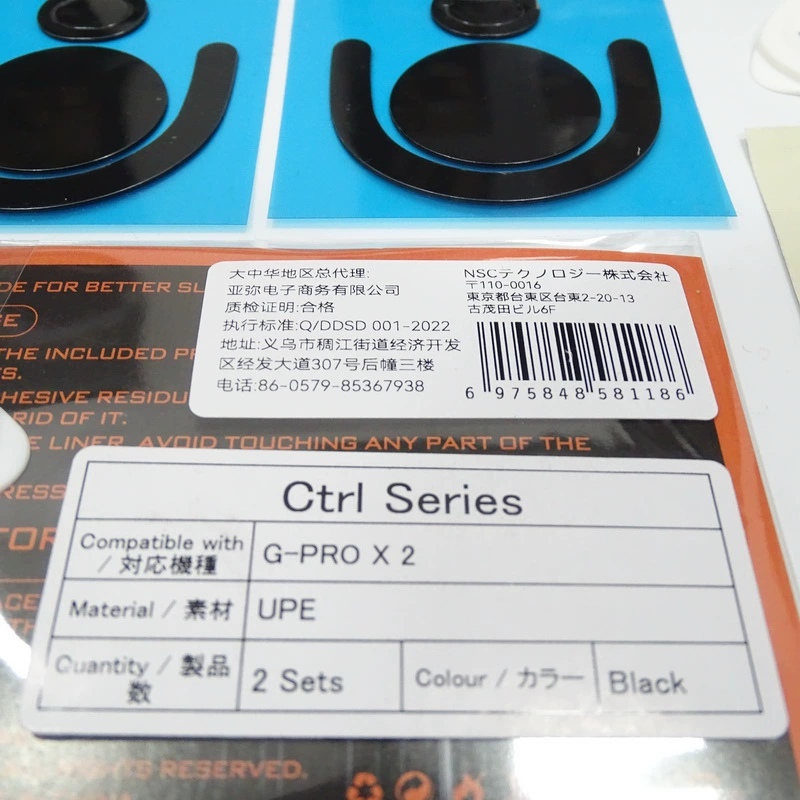 大中华地区总代理:
亚弥电子商务有限公司
质检证明:合格
执行标准:Q/DDSD 001-2022
地址:义乌市稠江街道经济开发
区经发大道307号后幢三楼
电话:86-0579-85367938
NSCテクノロジー株式会社
〒110-0016
東京都台東区台東2-20-13
古茂田ビル6F
6 975848 581186
DE FOR BETTER SL
SE
THE INCLUDED PR
TS.
HESIVE RESIDU
RID OF IT.
E LINER, AVOID TOUCHING ANY PART OF THE
RESS
TOR
ACE
TH
Ctrl Series
Compatible with
/ 対応機種
G-PRO X 2
Material / 素材
UPE
Quantity / 製品
数
2 Sets
Colour / カラー
Black
RIGHTS RESERVED.